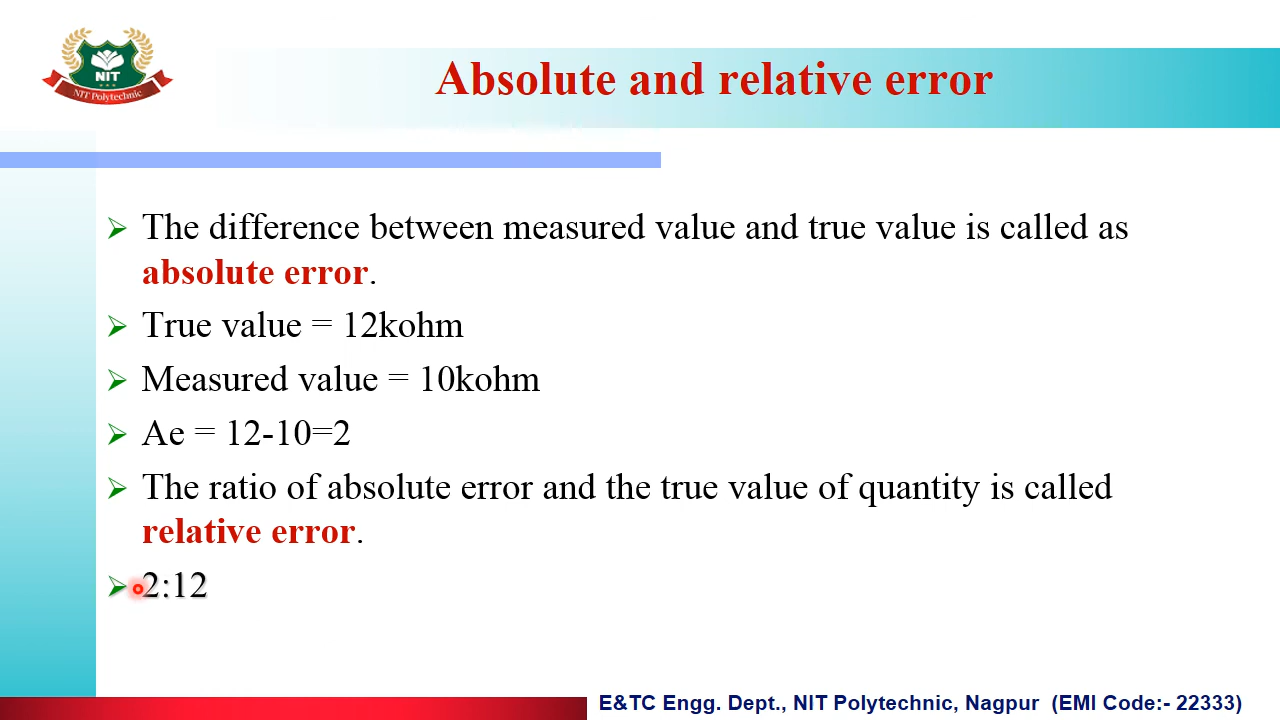 NIT
NIT Polytechnic
Absolute and relative error
The difference between measured value and true value is called as
absolute error.
True value = 12kohm
Measured value = 10kohm
Ae = 12-10=2
The ratio of absolute error and the true value of quantity is called
relative error.
2:12
E&TC Engg. Dept., NIT Polytechnic, Nagpur (EMI Code:- 22333)